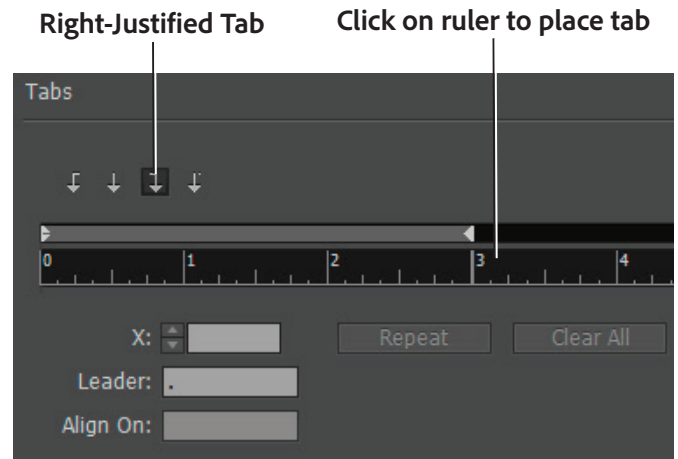 Right-Justified Tab Click on ruler to place tab
Tabs
0 1 2 3 4
X: Repeat Clear All
Leader: .
Align On: